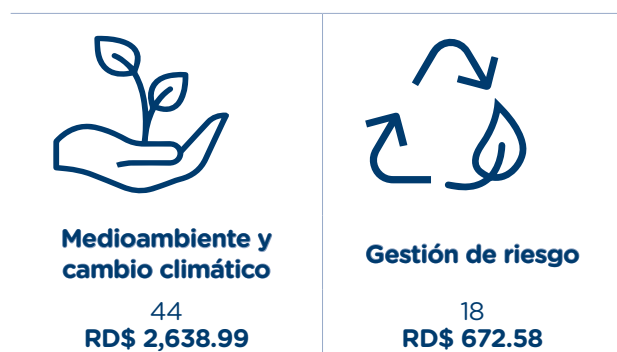 Medioambiente y
cambio climático
44
RD$ 2,638.99
Gestión de riesgo
18
RD$ 672.58